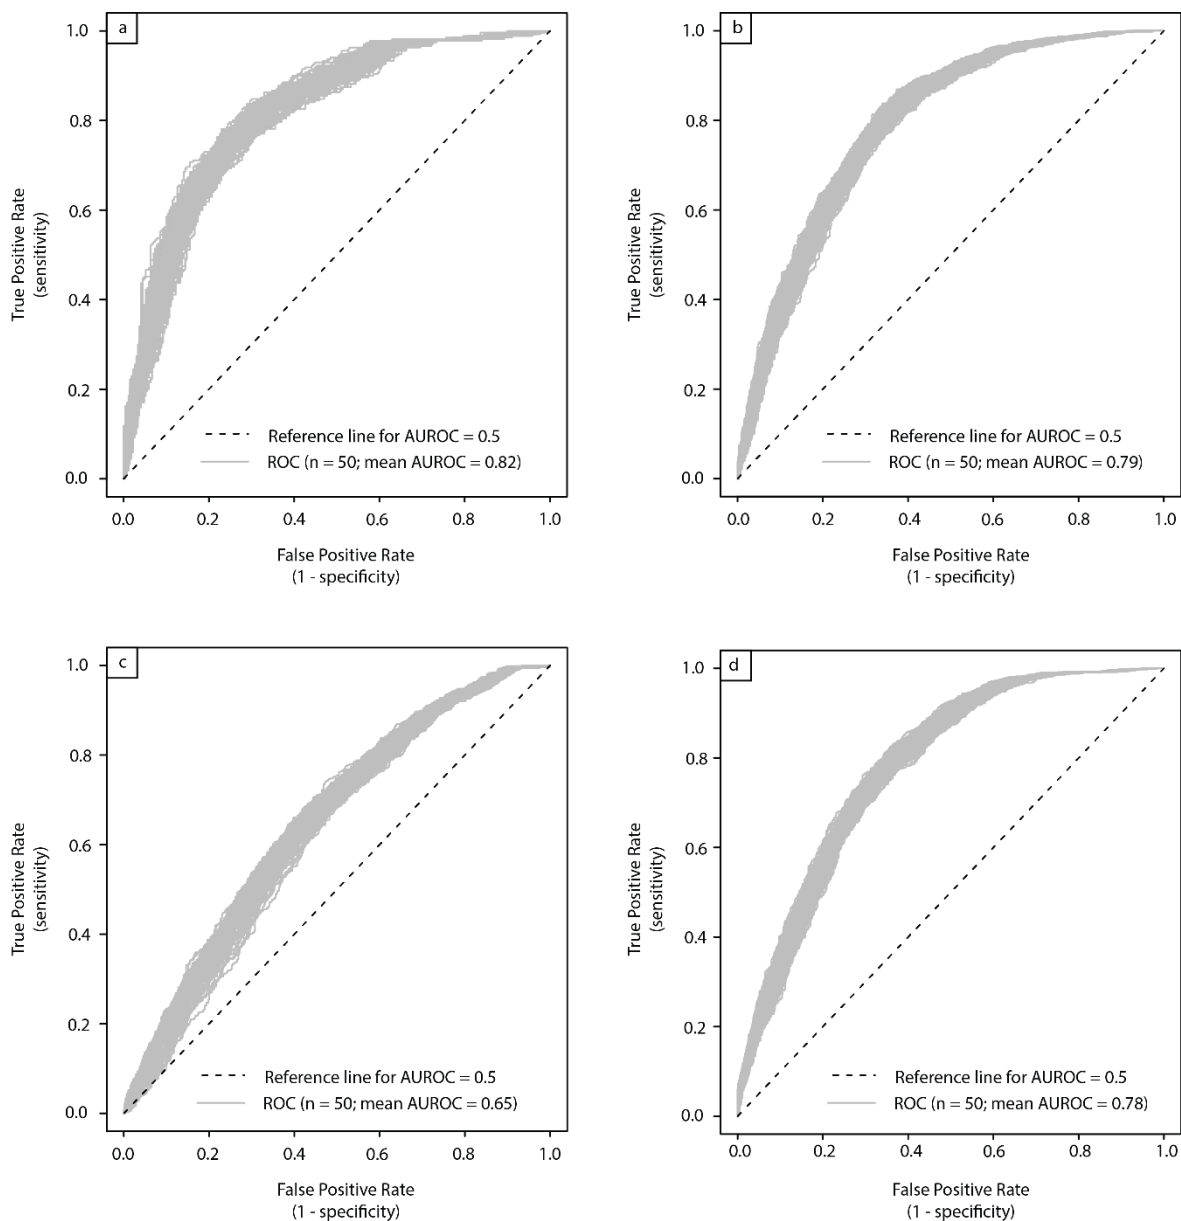 a
1.0
0.8
0.6
0.4
0.2
0.0
True Positive Rate
(sensitivity)
Reference line for AUROC = 0.5
ROC (n = 50; mean AUROC = 0.82)
0.0 0.2 0.4 0.6 0.8 1.0
False Positive Rate
(1 - specificity)
b
1.0
0.8
0.6
0.4
0.2
0.0
True Positive Rate
(sensitivity)
Reference line for AUROC = 0.5
ROC (n = 50; mean AUROC = 0.79)
0.0 0.2 0.4 0.6 0.8 1.0
False Positive Rate
(1 - specificity)
c
1.0
0.8
0.6
0.4
0.2
0.0
True Positive Rate
(sensitivity)
Reference line for AUROC = 0.5
ROC (n = 50; mean AUROC = 0.65)
0.0 0.2 0.4 0.6 0.8 1.0
False Positive Rate
(1 - specificity)
d
1.0
0.8
0.6
0.4
0.2
0.0
True Positive Rate
(sensitivity)
Reference line for AUROC = 0.5
ROC (n = 50; mean AUROC = 0.78)
0.0 0.2 0.4 0.6 0.8 1.0
False Positive Rate
(1 - specificity)